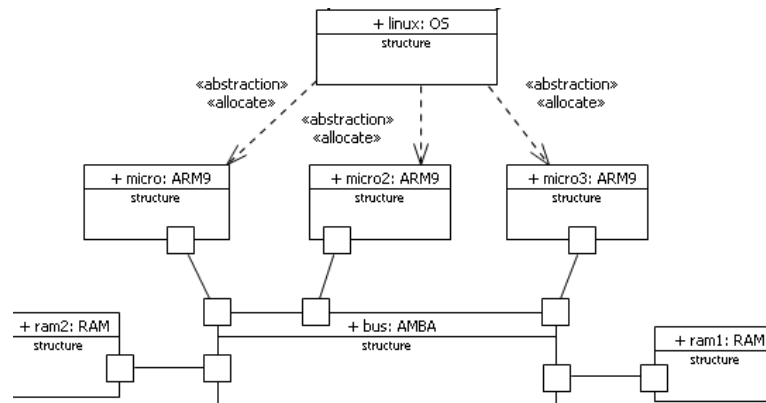 + linux: OS
structure
«abstraction»
«allocate»
«abstraction»
«allocate»
«abstraction»
«allocate»
+ micro: ARM9
structure
+ micro2: ARM9
structure
+ micro3: ARM9
structure
+ ram2: RAM
structure
+ bus: AMBA
structure
+ ram1: RAM
structure